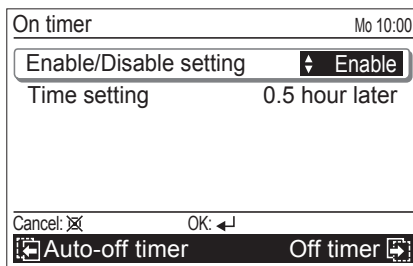 On timer Mo 10:00
Enable/Disable setting Enable
Time setting 0.5 hour later
Cancel: OK:
Auto-off timer Off timer